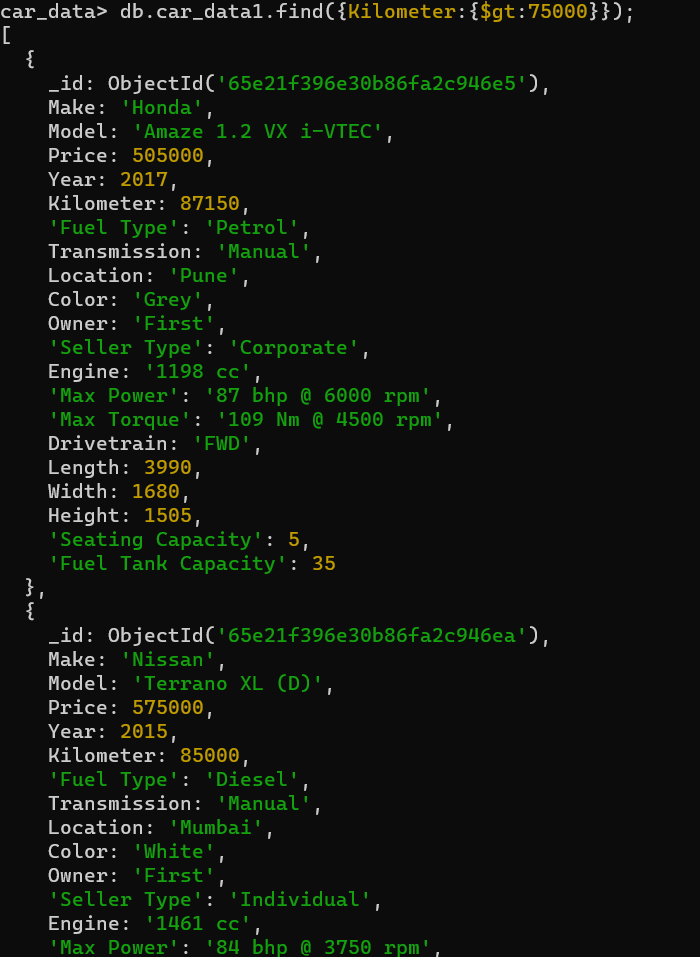 car_data> db.car_data1.find({Kilometer:{$gt:75000}});
[
  {
    _id: ObjectId('65e21f396e30b86fa2c946e5'),
    Make: 'Honda',
    Model: 'Amaze 1.2 VX i-VTEC',
    Price: 505000,
    Year: 2017,
    Kilometer: 87150,
    'Fuel Type': 'Petrol',
    Transmission: 'Manual',
    Location: 'Pune',
    Color: 'Grey',
    Owner: 'First',
    'Seller Type': 'Corporate',
    Engine: '1198 cc',
    'Max Power': '87 bhp @ 6000 rpm',
    'Max Torque': '109 Nm @ 4500 rpm',
    Drivetrain: 'FWD',
    Length: 3990,
    Width: 1680,
    Height: 1505,
    'Seating Capacity': 5,
    'Fuel Tank Capacity': 35
  },
  {
    _id: ObjectId('65e21f396e30b86fa2c946ea'),
    Make: 'Nissan',
    Model: 'Terrano XL (D)',
    Price: 575000,
    Year: 2015,
    Kilometer: 85000,
    'Fuel Type': 'Diesel',
    Transmission: 'Manual',
    Location: 'Mumbai',
    Color: 'White',
    Owner: 'First',
    'Seller Type': 'Individual',
    Engine: '1461 cc',
    'Max Power': '84 bhp @ 3750 rpm',